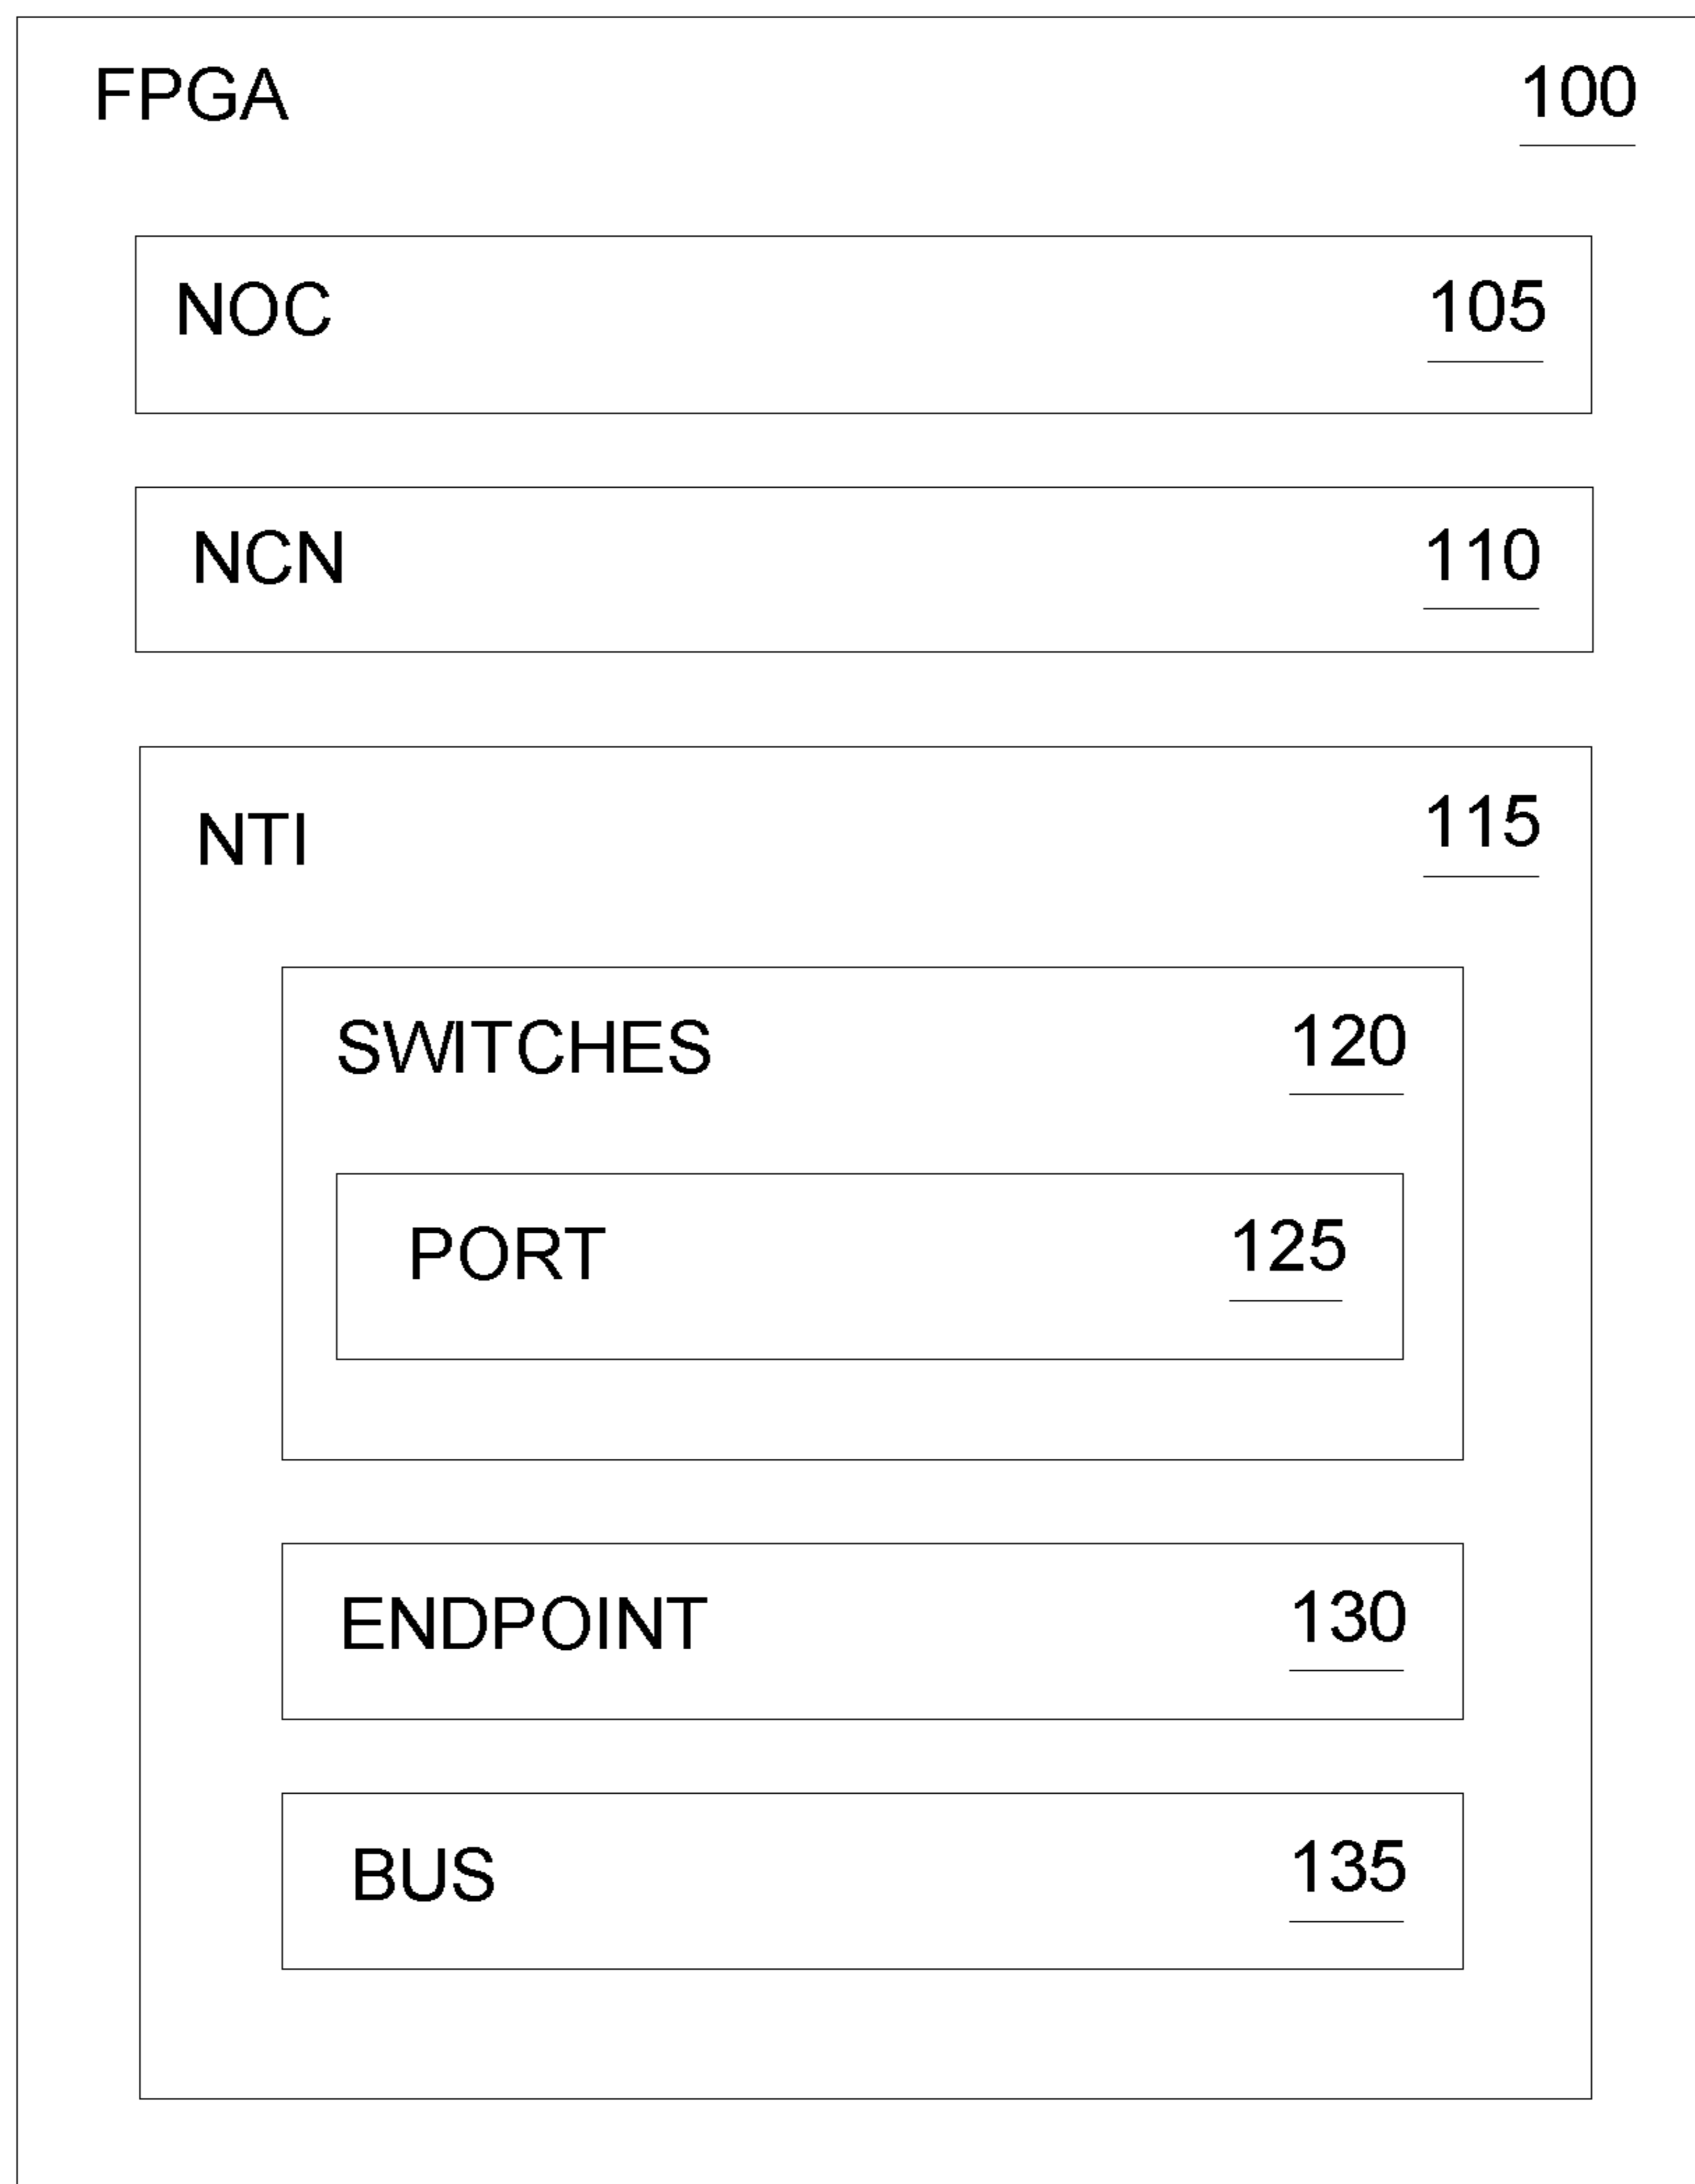 FPGA 100
NOC 105
NCN 110
NTI 115
SWITCHES 120
PORT 125
ENDPOINT 130
BUS 135